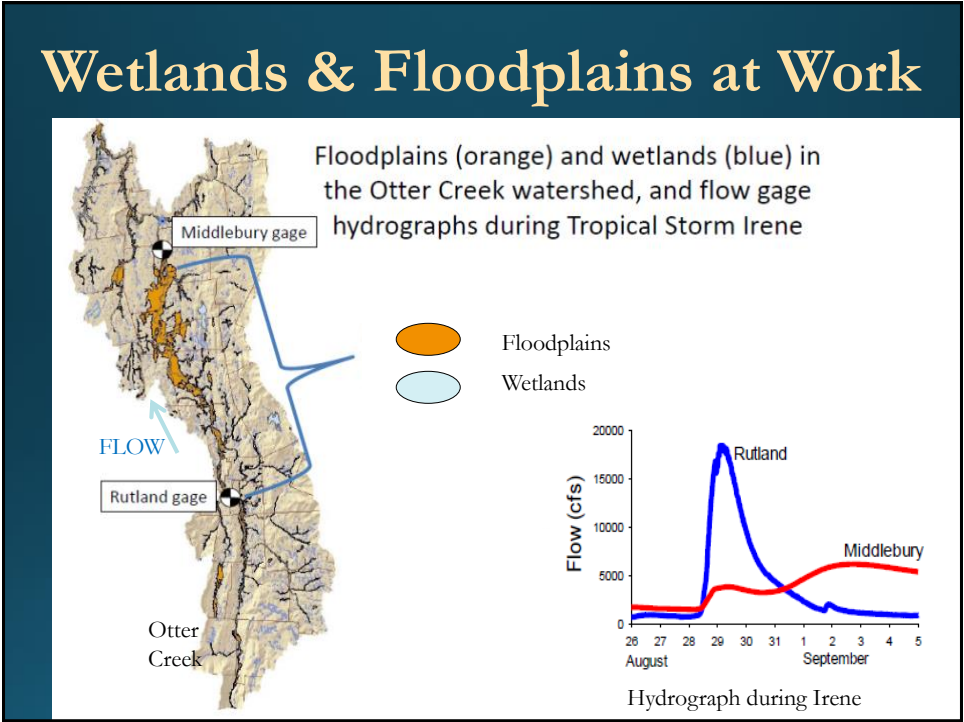 Wetlands & Floodplains at Work
Floodplains (orange) and wetlands (blue) in
the Otter Creek watershed, and flow gage
hydrographs during Tropical Storm Irene
Middlebury gage
Floodplains
Wetlands
FLOW
Rutland gage
Otter
Creek
Flow (cfs)
20000
15000
10000
5000
0
Rutland
Middlebury
26 27 28 29 30 31 1 2 3 4 5
August September
Hydrograph during Irene